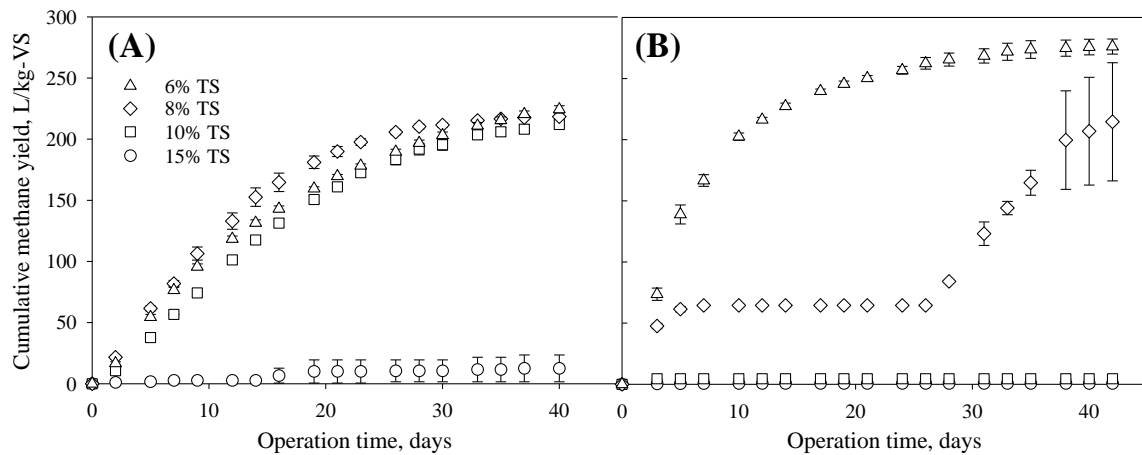 Cumulative methane yield, L/kg-VS
300
250
200
150
100
50
0
(A)
6% TS
8% TS
10% TS
15% TS
0 10 20 30 40
Operation time, days
(B)
0 10 20 30 40
Operation time, days